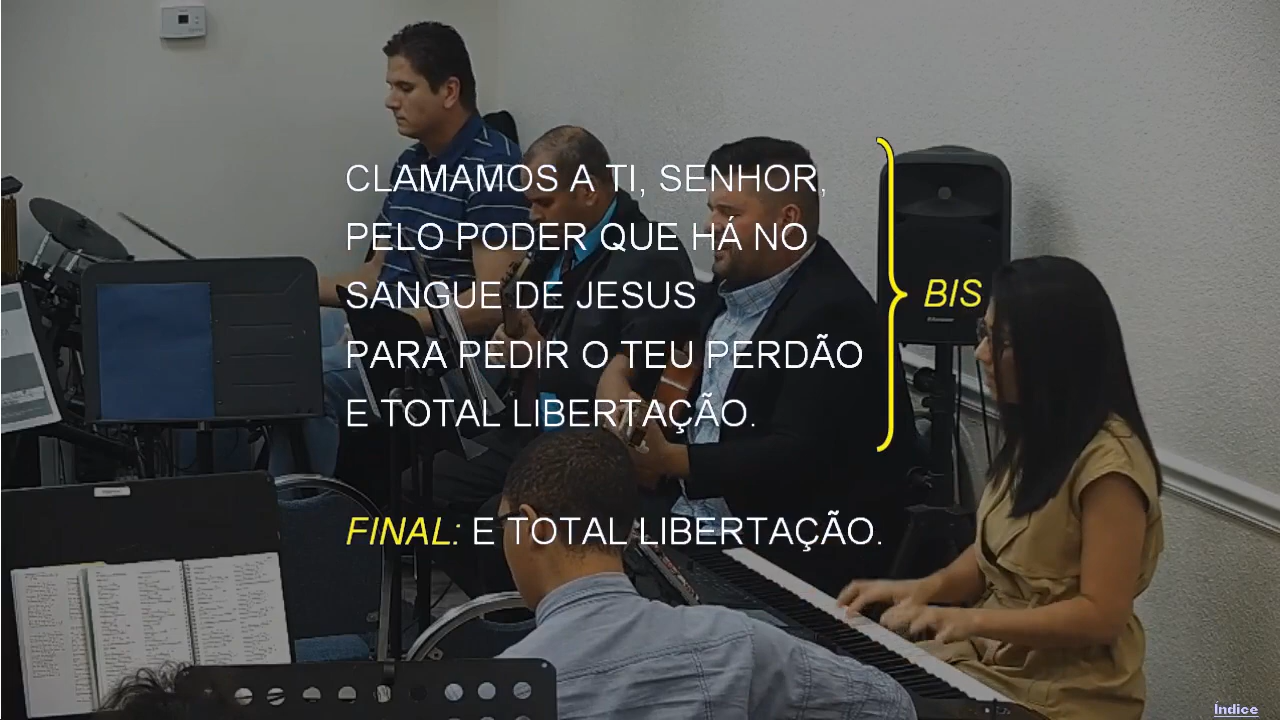 CLAMAMOS A TI, SENHOR,
PELO PODER QUE HÁ NO
SANGUE DE JESUS
PARA PEDIR O TEU PERDÃO
E TOTAL LIBERTAÇÃO.
BIS
FINAL: E TOTAL LIBERTAÇÃO.
Índice